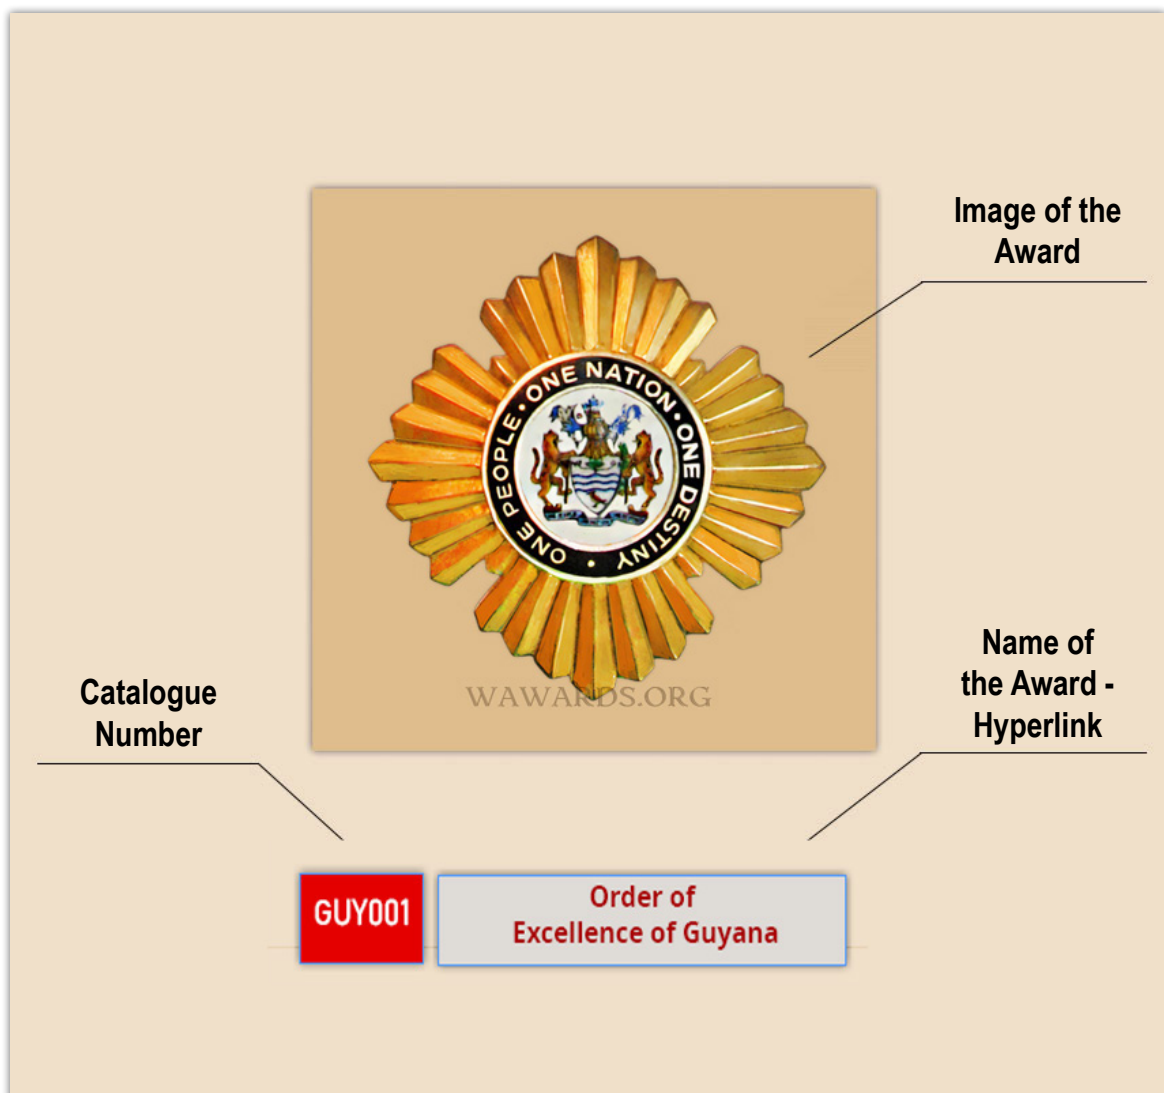 Image of the
Award
ONE PEOPLE • ONE NATION • ONE DESTINY •
WAWARDS.ORG
Name of
the Award -
Hyperlink
Catalogue
Number
GUY001
Order of
Excellence of Guyana